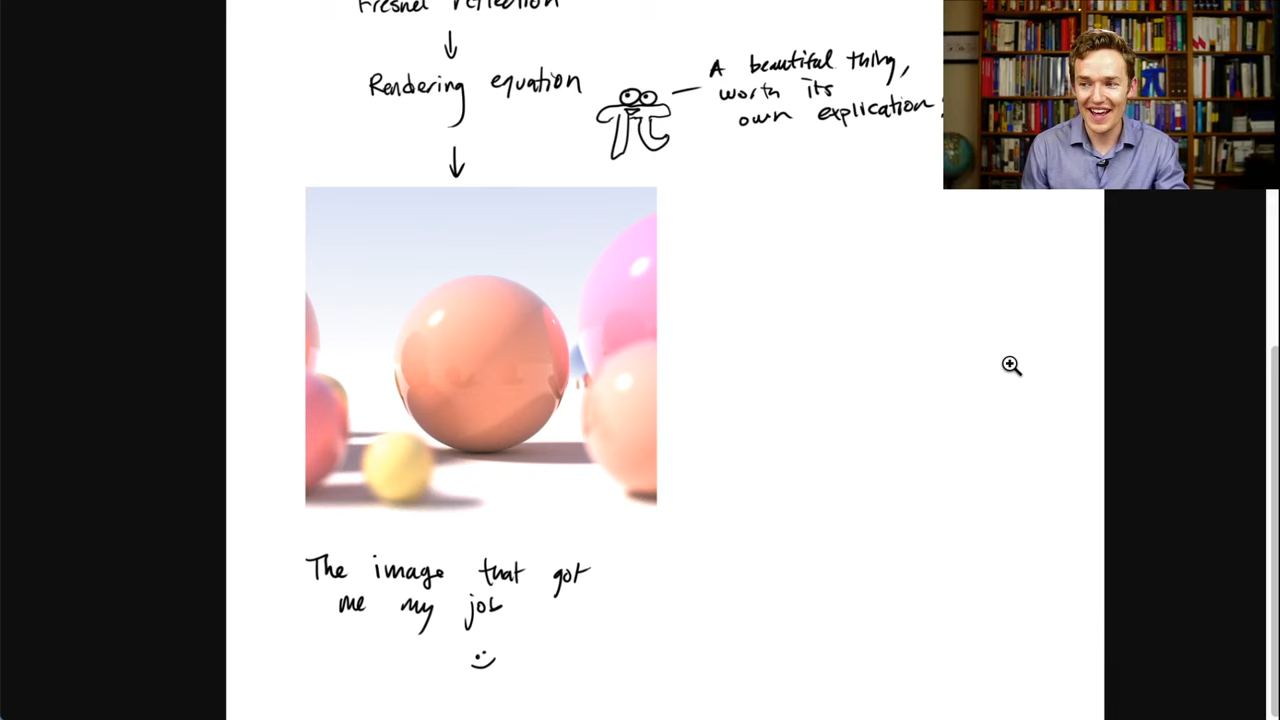 Fresnel reflection
Rendering equation
A beautiful thing,
worth its
own explication
The image that got
me my job